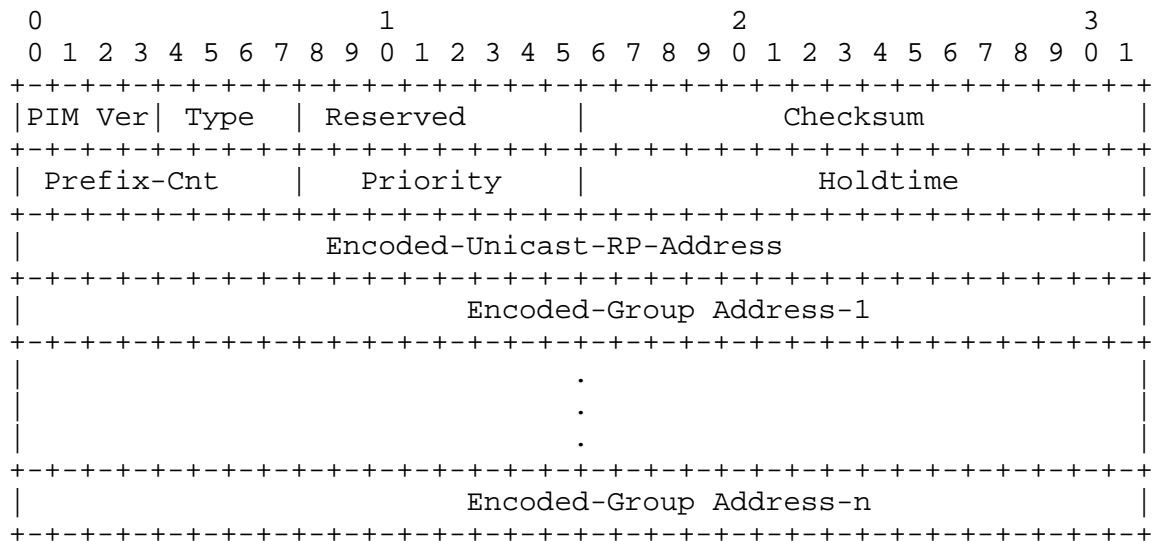 0                   1                   2                   3
 0 1 2 3 4 5 6 7 8 9 0 1 2 3 4 5 6 7 8 9 0 1 2 3 4 5 6 7 8 9 0 1
+-+-+-+-+-+-+-+-+-+-+-+-+-+-+-+-+-+-+-+-+-+-+-+-+-+-+-+-+-+-+-+-+
|PIM Ver| Type  | Reserved      |           Checksum            |
+-+-+-+-+-+-+-+-+-+-+-+-+-+-+-+-+-+-+-+-+-+-+-+-+-+-+-+-+-+-+-+-+
| Prefix-Cnt    |   Priority    |             Holdtime          |
+-+-+-+-+-+-+-+-+-+-+-+-+-+-+-+-+-+-+-+-+-+-+-+-+-+-+-+-+-+-+-+-+
|                 Encoded-Unicast-RP-Address                    |
+-+-+-+-+-+-+-+-+-+-+-+-+-+-+-+-+-+-+-+-+-+-+-+-+-+-+-+-+-+-+-+-+
|                         Encoded-Group Address-1               |
+-+-+-+-+-+-+-+-+-+-+-+-+-+-+-+-+-+-+-+-+-+-+-+-+-+-+-+-+-+-+-+-+
|                               .                               |
|                               .                               |
|                               .                               |
+-+-+-+-+-+-+-+-+-+-+-+-+-+-+-+-+-+-+-+-+-+-+-+-+-+-+-+-+-+-+-+-+
|                         Encoded-Group Address-n               |
+-+-+-+-+-+-+-+-+-+-+-+-+-+-+-+-+-+-+-+-+-+-+-+-+-+-+-+-+-+-+-+-+